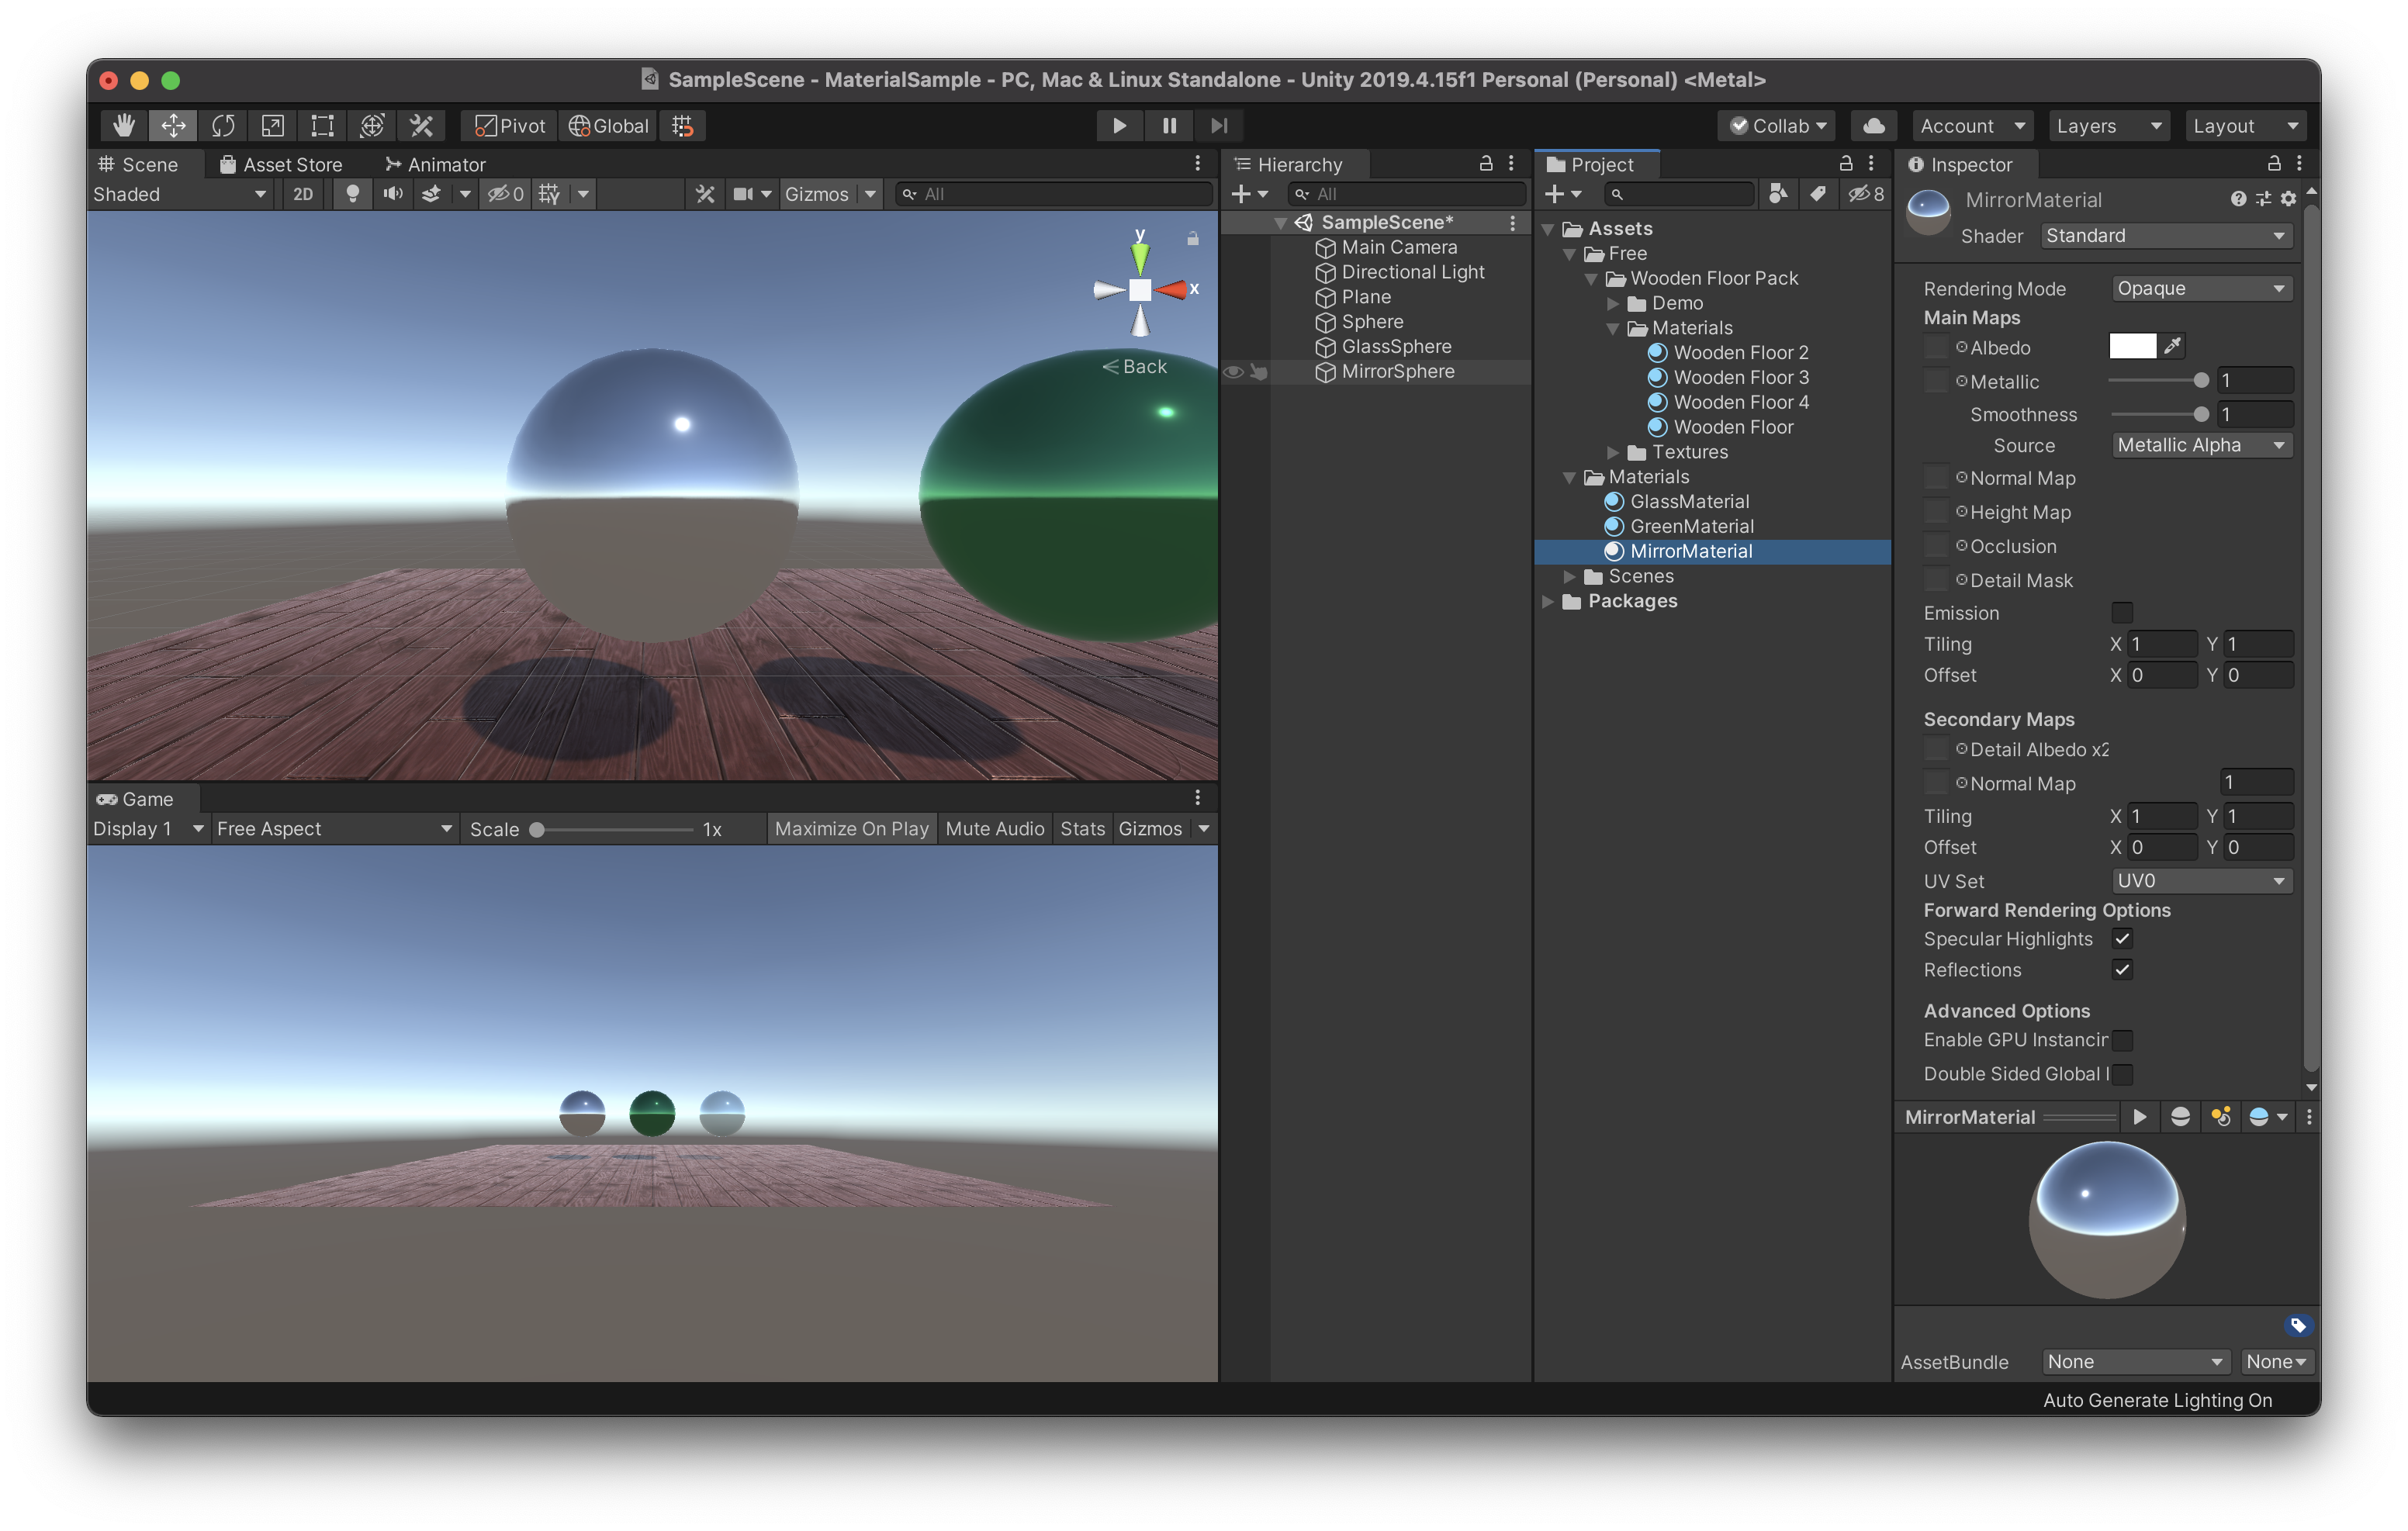 SampleScene - MaterialSample - PC, Mac & Linux Standalone - Unity 2019.4.15f1 Personal (Personal) <Metal>
Pivot
Global
Collab
Account
Layers
Layout
Scene
Asset Store
Animator
Shaded
2D
0
Gizmos
All
y
x
Back
Game
Display 1
Free Aspect
Scale
1x
Maximize On Play
Mute Audio
Stats
Gizmos
Hierarchy
All
SampleScene*
Main Camera
Directional Light
Plane
Sphere
GlassSphere
MirrorSphere
Project
8
Assets
Free
Wooden Floor Pack
Demo
Materials
Wooden Floor 2
Wooden Floor 3
Wooden Floor 4
Wooden Floor
Textures
Materials
GlassMaterial
GreenMaterial
MirrorMaterial
Scenes
Packages
Inspector
MirrorMaterial
Shader Standard
Rendering Mode Opaque
Main Maps
Albedo
Metallic 1
Smoothness 1
Source Metallic Alpha
Normal Map
Height Map
Occlusion
Detail Mask
Emission
Tiling X 1 Y 1
Offset X 0 Y 0
Secondary Maps
Detail Albedo x2
Normal Map 1
Tiling X 1 Y 1
Offset X 0 Y 0
UV Set UV0
Forward Rendering Options
Specular Highlights
Reflections
Advanced Options
Enable GPU Instancin
Double Sided Global I
MirrorMaterial
AssetBundle None None
Auto Generate Lighting On